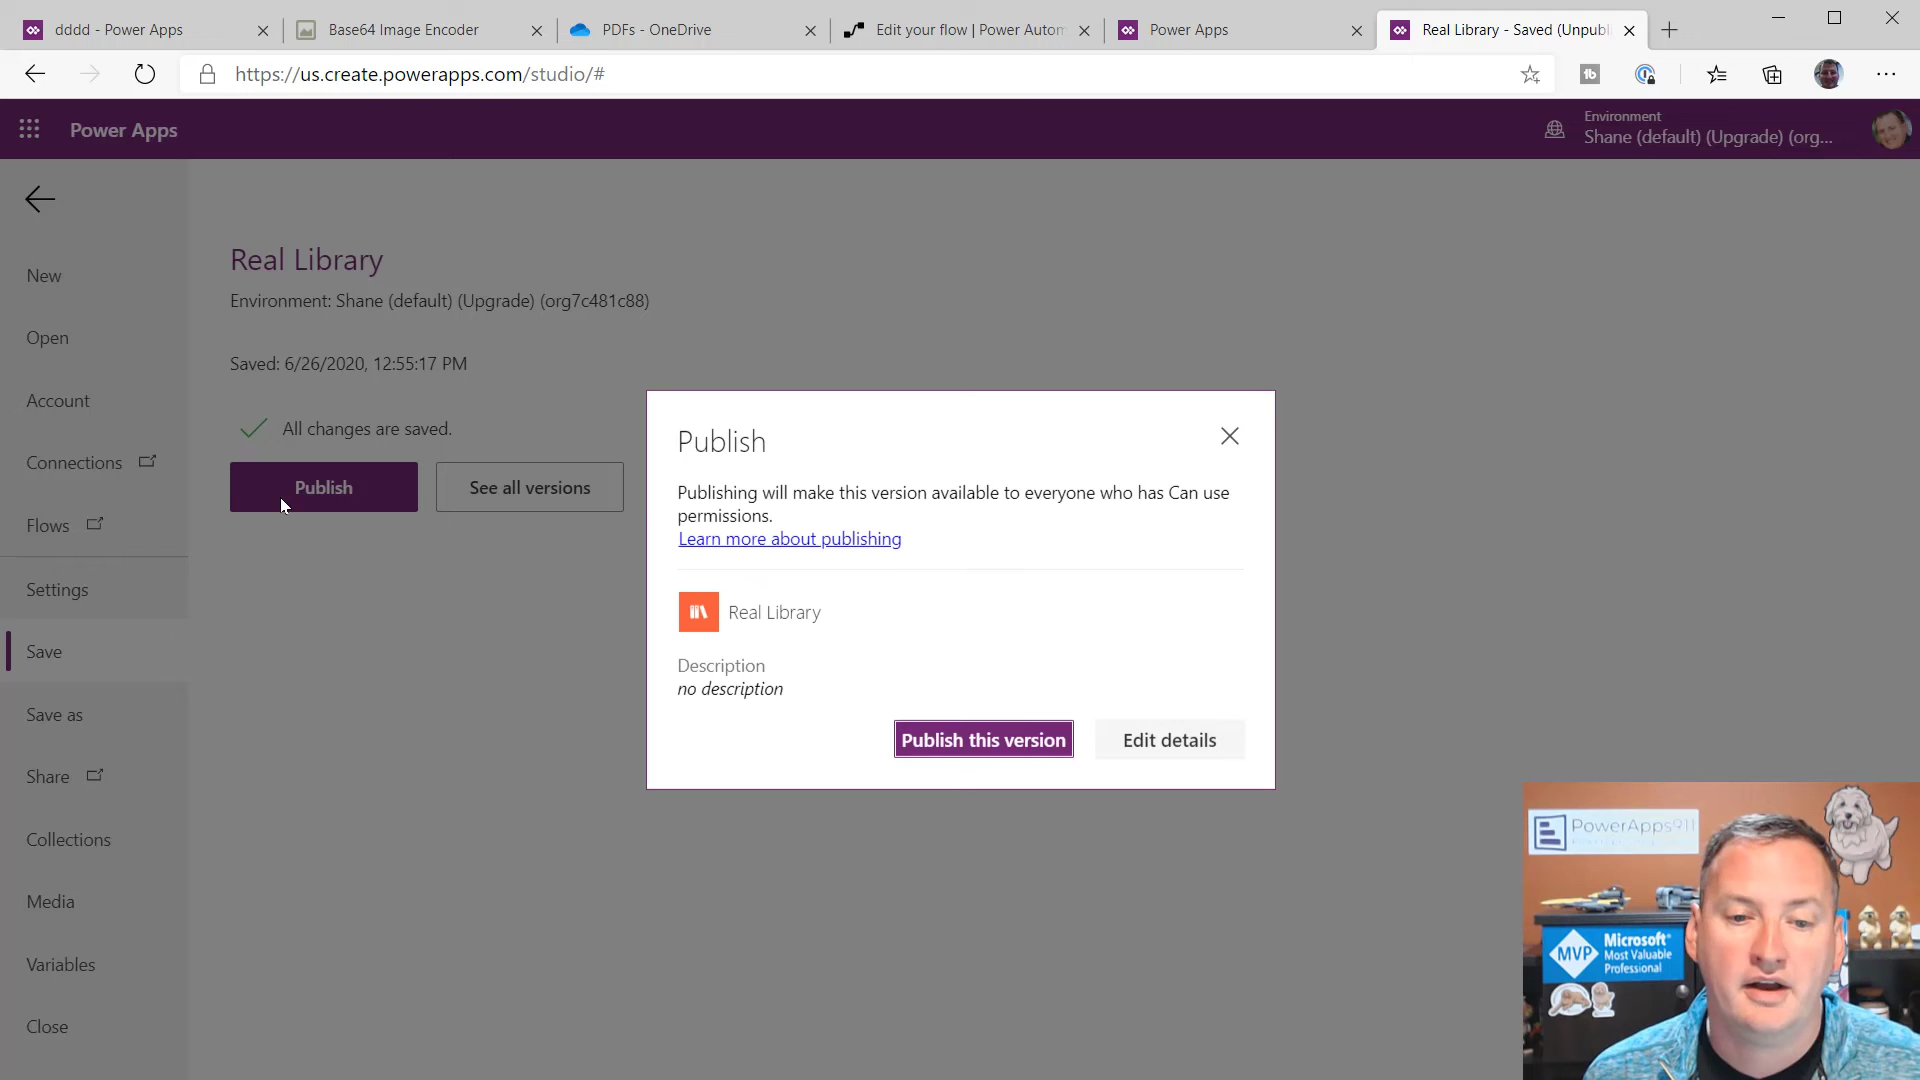 dddd - Power Apps
Base64 Image Encoder
PDFs - OneDrive
Edit your flow | Power Autom
Power Apps
Real Library - Saved (Unpubli
https://us.create.powerapps.com/studio/#
Power Apps
Environment
Shane (default) (Upgrade) (org...
New
Open
Account
Connections
Flows
Settings
Save
Save as
Share
Collections
Media
Variables
Close
Real Library
Environment: Shane (default) (Upgrade) (org7c481c88)
Saved: 6/26/2020, 12:55:17 PM
All changes are saved.
Publish
See all versions
Publish
Publishing will make this version available to everyone who has Can use
permissions.
Learn more about publishing
Real Library
Description
no description
Publish this version
Edit details
PowerApps911
MVP
Microsoft®
Most Valuable
Professional